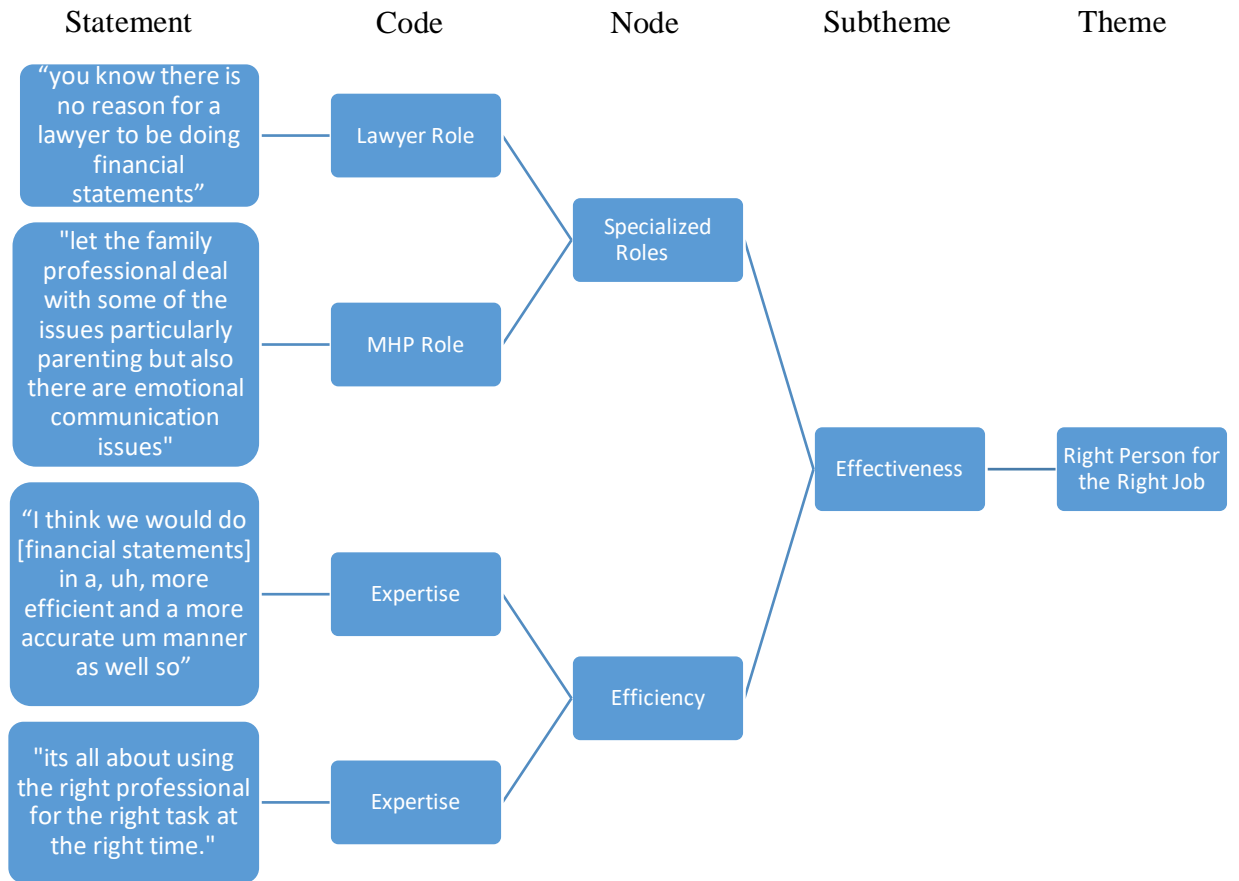 Statement Code Node Subtheme Theme
“you know there is
no reason for a
lawyer to be doing
financial
statements”
Lawyer Role
"let the family
professional deal
with some of the
issues particularly
parenting but also
there are emotional
communication
issues"
MHP Role
Specialized
Roles
“I think we would do
[financial statements]
in a, uh, more
efficient and a more
accurate um manner
as well so”
Expertise
"its all about using
the right professional
for the right task at
the right time."
Expertise
Efficiency
Effectiveness
Right Person for
the Right Job